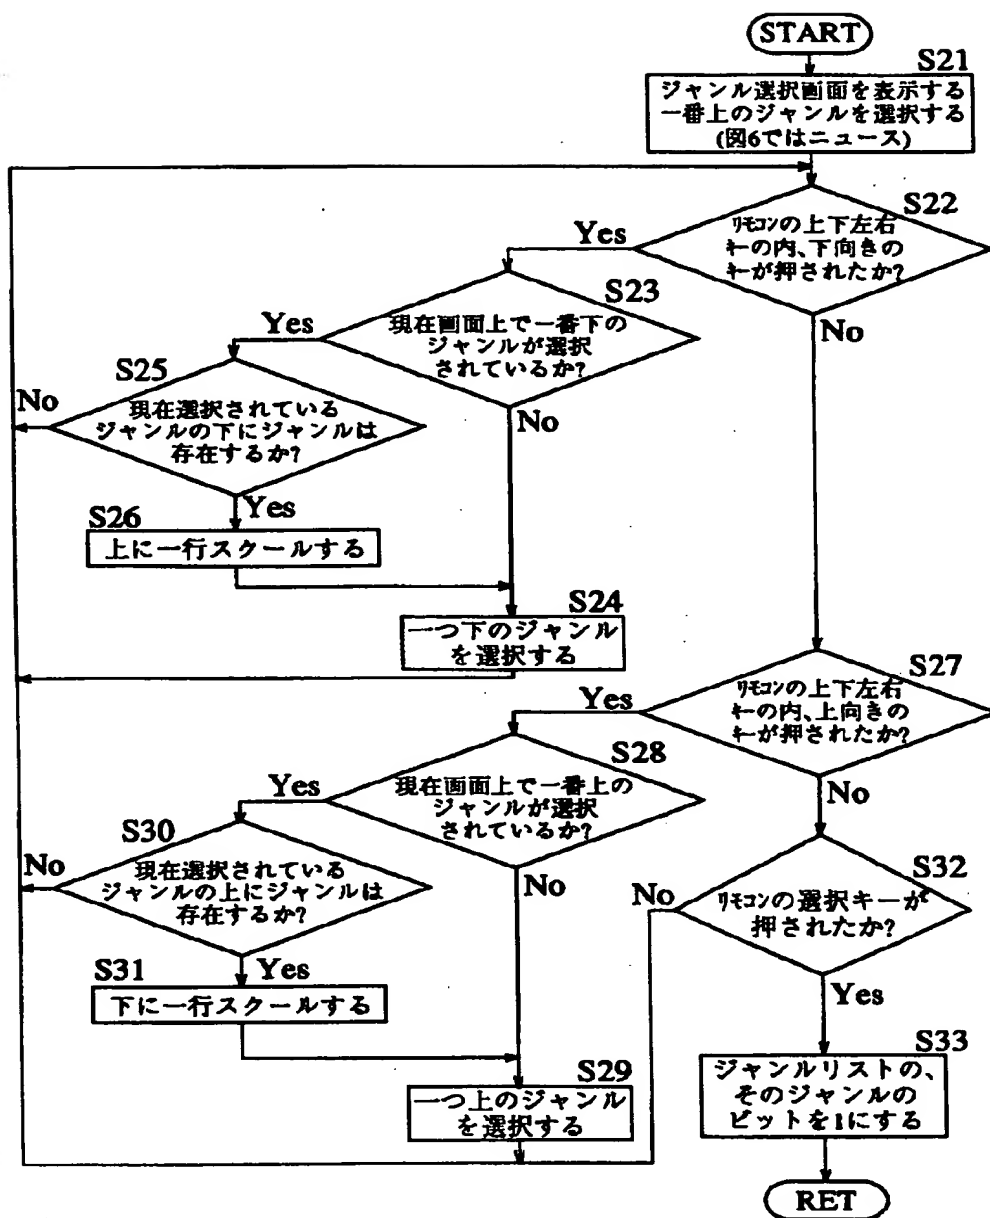 START
S21
ジャンル選択画面を表示する
一番上のジャンルを選択する
(図6ではニュース)
S22
リモコンの上下左右
キーの内、下向きの
キーが押されたか?
Yes
No
S23
現在画面上で一番下の
ジャンルが選択
されているか?
Yes
No
S25
現在選択されている
ジャンルの下にジャンルは
存在するか?
No
Yes
S26
上に一行スクールする
S24
一つ下のジャンル
を選択する
S27
リモコンの上下左右
キーの内、上向きの
キーが押されたか?
Yes
No
S28
現在画面上で一番上の
ジャンルが選択
されているか?
Yes
No
S30
現在選択されている
ジャンルの上にジャンルは
存在するか?
No
Yes
S31
下に一行スクールする
S29
一つ上のジャンル
を選択する
S32
リモコンの選択キーが
押されたか?
No
Yes
S33
ジャンルリストの、
そのジャンルの
ビットを1にする
RET